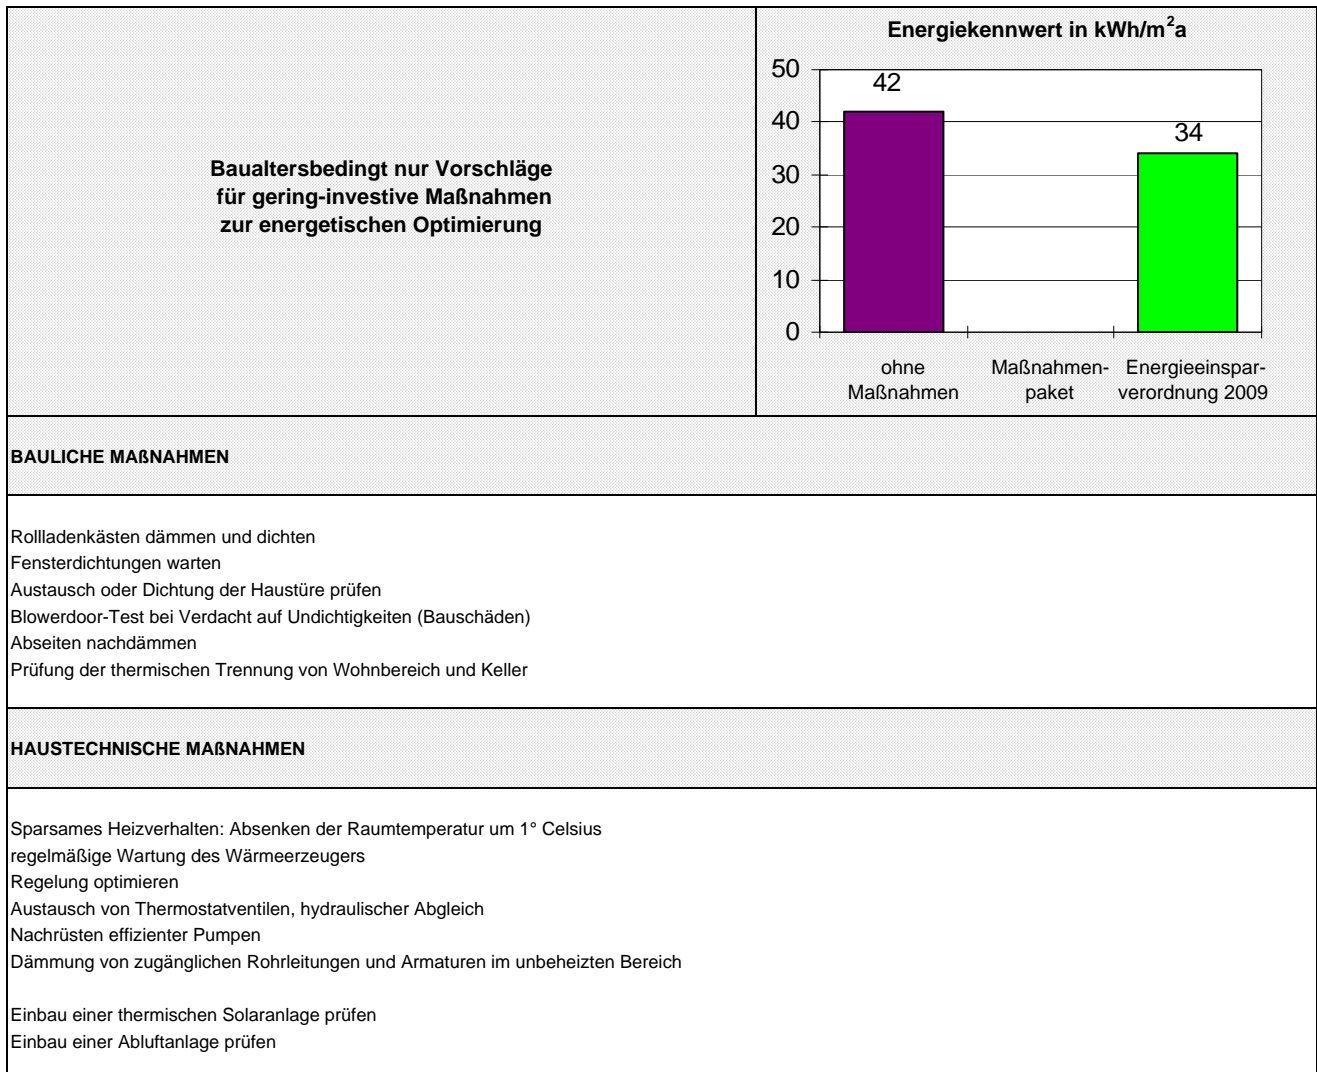 Baualtersbedingt nur Vorschläge
für gering-investive Maßnahmen
zur energetischen Optimierung
Energiekennwert in kWh/m²a
50
40
30
20
10
0
42
34
ohne
Maßnahmen
Maßnahmen-
paket
Energieeinspar-
verordnung 2009
BAULICHE MAßNAHMEN
Rollladenkästen dämmen und dichten
Fensterdichtungen warten
Austausch oder Dichtung der Haustüre prüfen
Blowerdoor-Test bei Verdacht auf Undichtigkeiten (Bauschäden)
Abseiten nachdämmen
Prüfung der thermischen Trennung von Wohnbereich und Keller
HAUSTECHNISCHE MAßNAHMEN
Sparsames Heizverhalten: Absenken der Raumtemperatur um 1° Celsius
regelmäßige Wartung des Wärmeerzeugers
Regelung optimieren
Austausch von Thermostatventilen, hydraulischer Abgleich
Nachrüsten effizienter Pumpen
Dämmung von zugänglichen Rohrleitungen und Armaturen im unbeheizten Bereich
Einbau einer thermischen Solaranlage prüfen
Einbau einer Abluftanlage prüfen